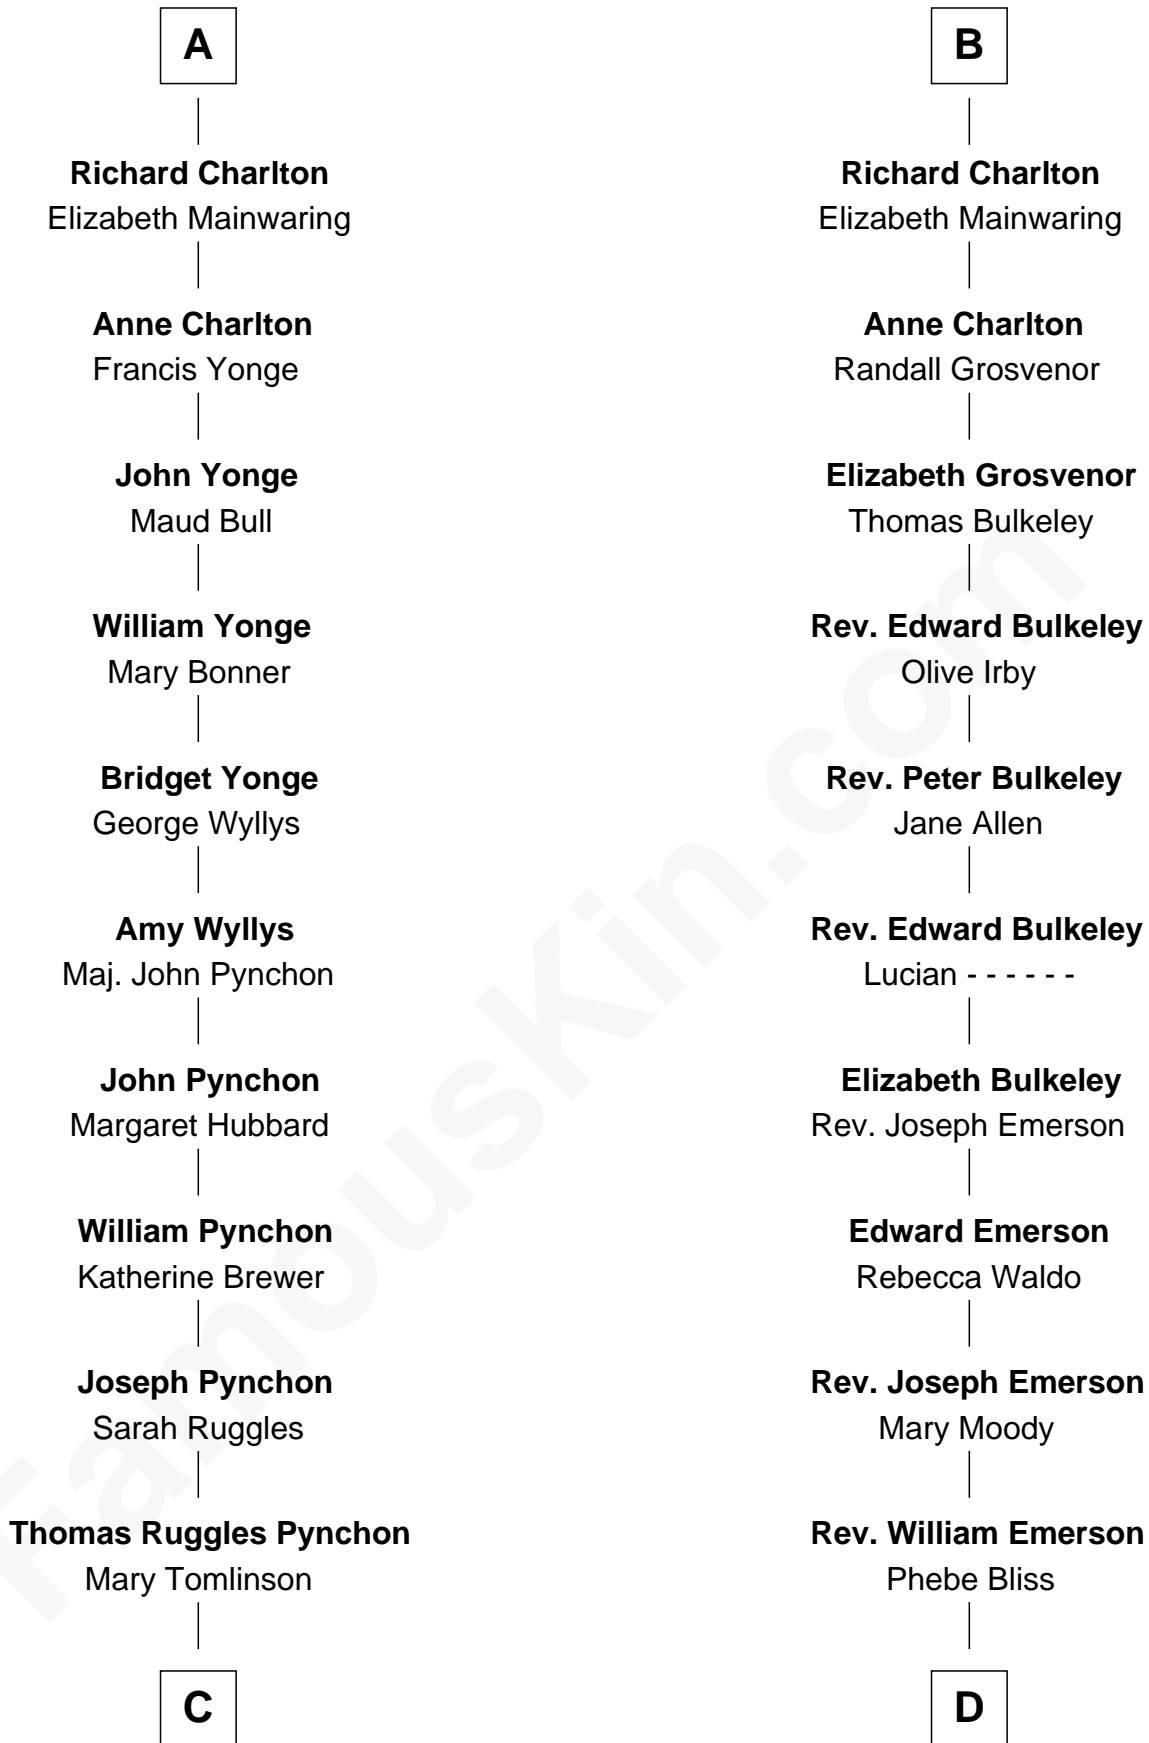 A
Richard Charlton
Elizabeth Mainwaring
Anne Charlton
Francis Yonge
John Yonge
Maud Bull
William Yonge
Mary Bonner
Bridget Yonge
George Wyllys
Amy Wyllys
Maj. John Pynchon
John Pynchon
Margaret Hubbard
William Pynchon
Katherine Brewer
Joseph Pynchon
Sarah Ruggles
Thomas Ruggles Pynchon
Mary Tomlinson
C
B
Richard Charlton
Elizabeth Mainwaring
Anne Charlton
Randall Grosvenor
Elizabeth Grosvenor
Thomas Bulkeley
Rev. Edward Bulkeley
Olive Irby
Rev. Peter Bulkeley
Jane Allen
Rev. Edward Bulkeley
Lucian - - - - - -
Elizabeth Bulkeley
Rev. Joseph Emerson
Edward Emerson
Rebecca Waldo
Rev. Joseph Emerson
Mary Moody
Rev. William Emerson
Phebe Bliss
D
FamousKin.com